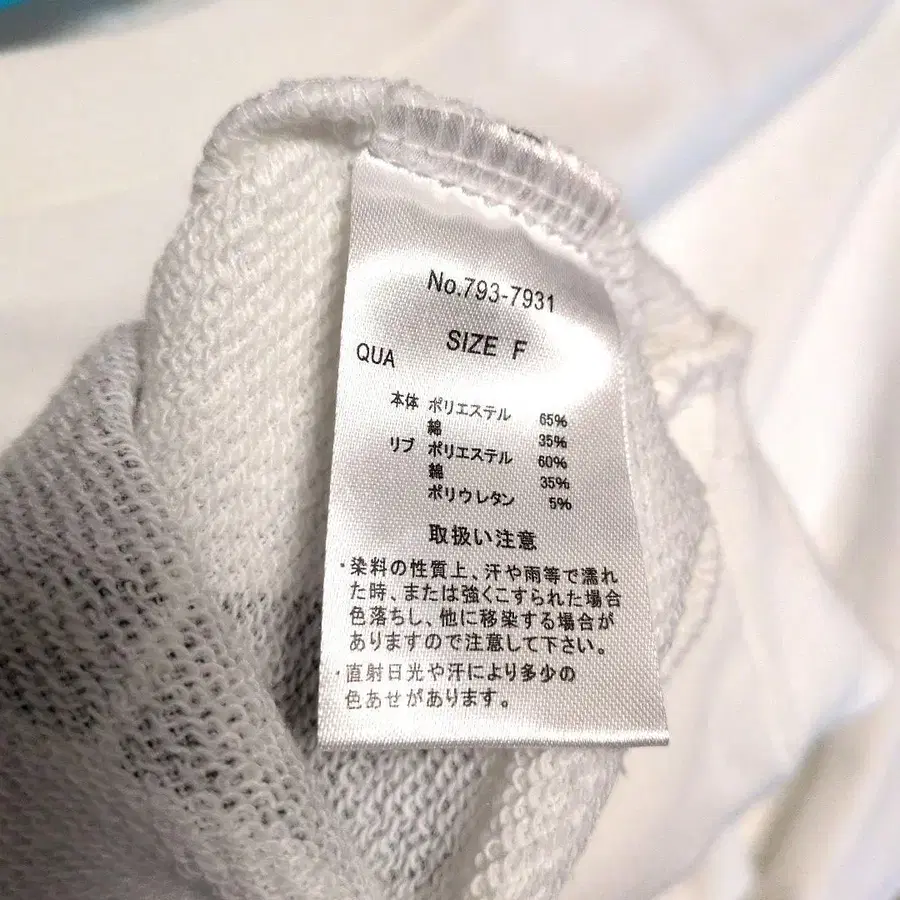 No.793-7931
SIZE F
QUA
本体 ポリエステル 65%
綿 35%
リブ ポリエステル 60%
綿 35%
ポリウレタン 5%
取扱い注意
・染料の性質上、汗や雨等で濡れ
た時、または強くこすられた場合
色落ちし、他に移染する場合が
ありますので注意して下さい。
・直射日光や汗により多少の
色あせがあります。